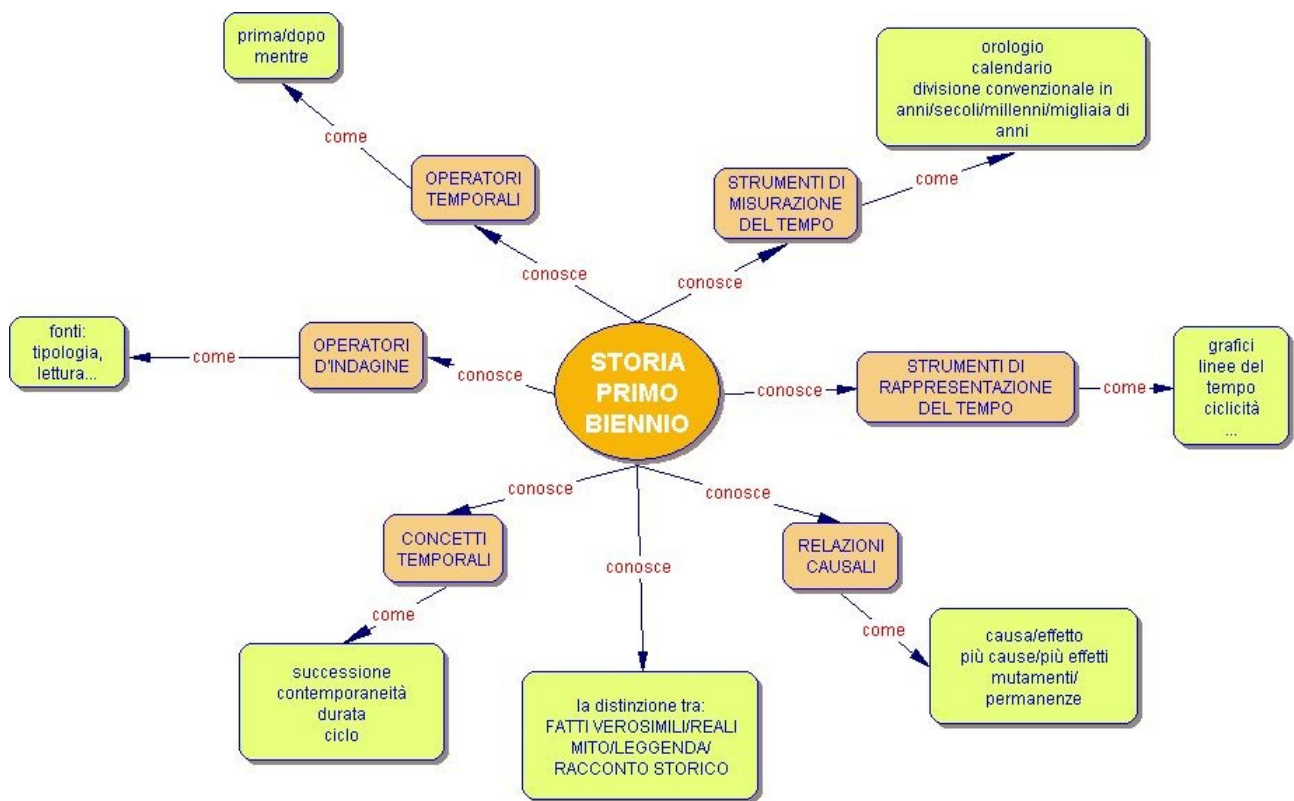 prima/dopo
mentre
orologio
calendario
divisione convenzionale in
anni/secoli/millenni/migliaia di
anni
come
come
OPERATORI
TEMPORALI
STRUMENTI DI
MISURAZIONE
DEL TEMPO
conosce
conosce
fonti:
tipologia,
lettura...
come
OPERATORI
D'INDAGINE
conosce
STORIA
PRIMO
BIENNIO
conosce
STRUMENTI DI
RAPPRESENTAZIONE
DEL TEMPO
come
grafici
linee del
tempo
ciclicità
...
conosce
conosce
conosce
CONCETTI
TEMPORALI
RELAZIONI
CAUSALI
come
come
successione
contemporaneità
durata
ciclo
la distinzione tra:
FATTI VEROSIMILI/REALI
MITO/LEGGENDA/
RACCONTO STORICO
causa/effetto
più cause/più effetti
mutamenti/
permanenze